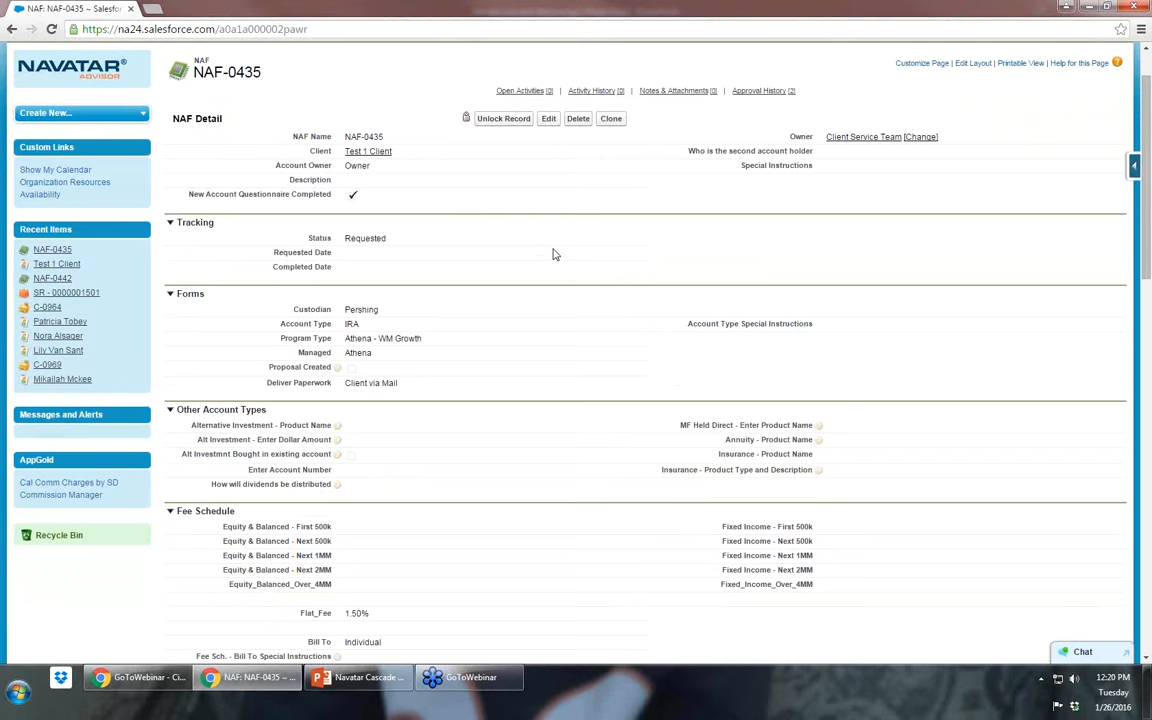 NAF: NAF-0435 ~ Salesfor
https://na24.salesforce.com/a0a1a000002pawr
NAVATAR
ADVISOR
Create New...
Custom Links
Show My Calendar
Organization Resources
Availability
Recent Items
NAF-0435
Test 1 Client
NAF-0442
SR - 0000001501
C-0964
Patricia Tobey
Nora Alsager
Lily Van Sant
C-0969
Mikailah Mckee
Messages and Alerts
AppGold
Cal Comm Charges by SD
Commission Manager
Recycle Bin
NAF
NAF-0435
Customize Page | Edit Layout | Printable View | Help for this Page
Open Activities [0] | Activity History [0] | Notes & Attachments [0] | Approval History [2]
NAF Detail
Unlock Record Edit Delete Clone
NAF Name NAF-0435 Owner Client Service Team [Change]
Client Test 1 Client Who is the second account holder
Account Owner Owner Special Instructions
Description
New Account Questionnaire Completed ✓
Tracking
Status Requested
Requested Date
Completed Date
Forms
Custodian Pershing
Account Type IRA Account Type Special Instructions
Program Type Athena - WM Growth
Managed Athena
Proposal Created
Deliver Paperwork Client via Mail
Other Account Types
Alternative Investment - Product Name MF Held Direct - Enter Product Name
Alt Investment - Enter Dollar Amount Annuity - Product Name
Alt Investmnt Bought in existing account Insurance - Product Name
Enter Account Number Insurance - Product Type and Description
How will dividends be distributed
Fee Schedule
Equity & Balanced - First 500k Fixed Income - First 500k
Equity & Balanced - Next 500k Fixed Income - Next 500k
Equity & Balanced - Next 1MM Fixed Income - Next 1MM
Equity & Balanced - Next 2MM Fixed Income - Next 2MM
Equity_Balanced_Over_4MM Fixed_Income_Over_4MM
Flat_Fee 1.50%
Bill To Individual
Fee Sch. - Bill To Special Instructions
Chat
GoToWebinar - Ci...
NAF: NAF-0435 ~ ...
Navatar Cascade ...
GoToWebinar
12:20 PM
Tuesday
1/26/2016